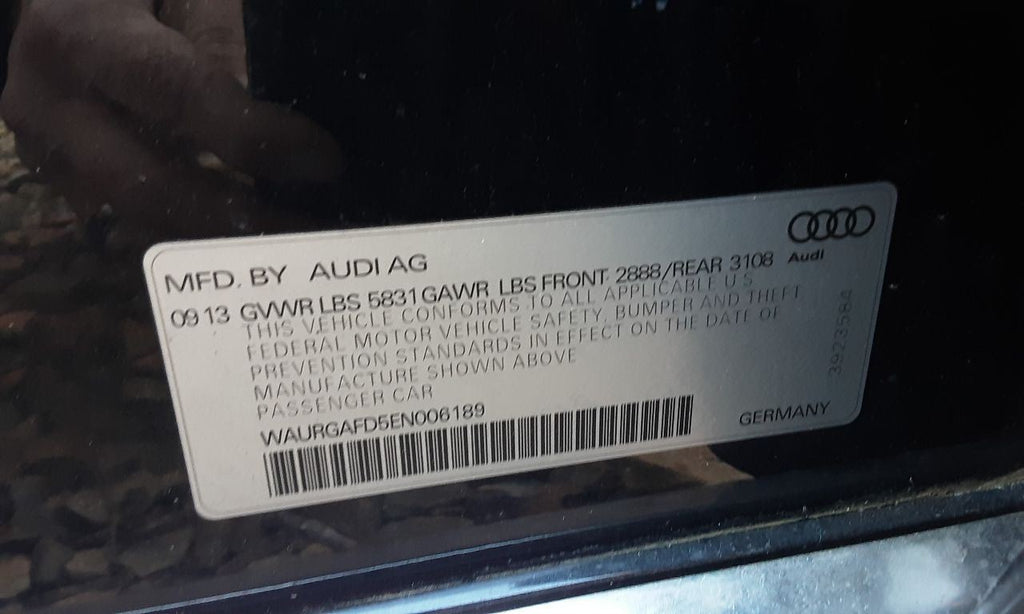 MFD. BY AUDI AG
Audi
09 13 GVWR LBS 5831 GAWR LBS FRONT 2888/REAR 3108
THIS VEHICLE CONFORMS TO ALL APPLICABLE U S
FEDERAL MOTOR VEHICLE SAFETY, BUMPER AND THEFT
PREVENTION STANDARDS IN EFFECT ON THE DATE OF
MANUFACTURE SHOWN ABOVE
PASSENGER CAR
WAURGAFD5EN006189
GERMANY
3923584